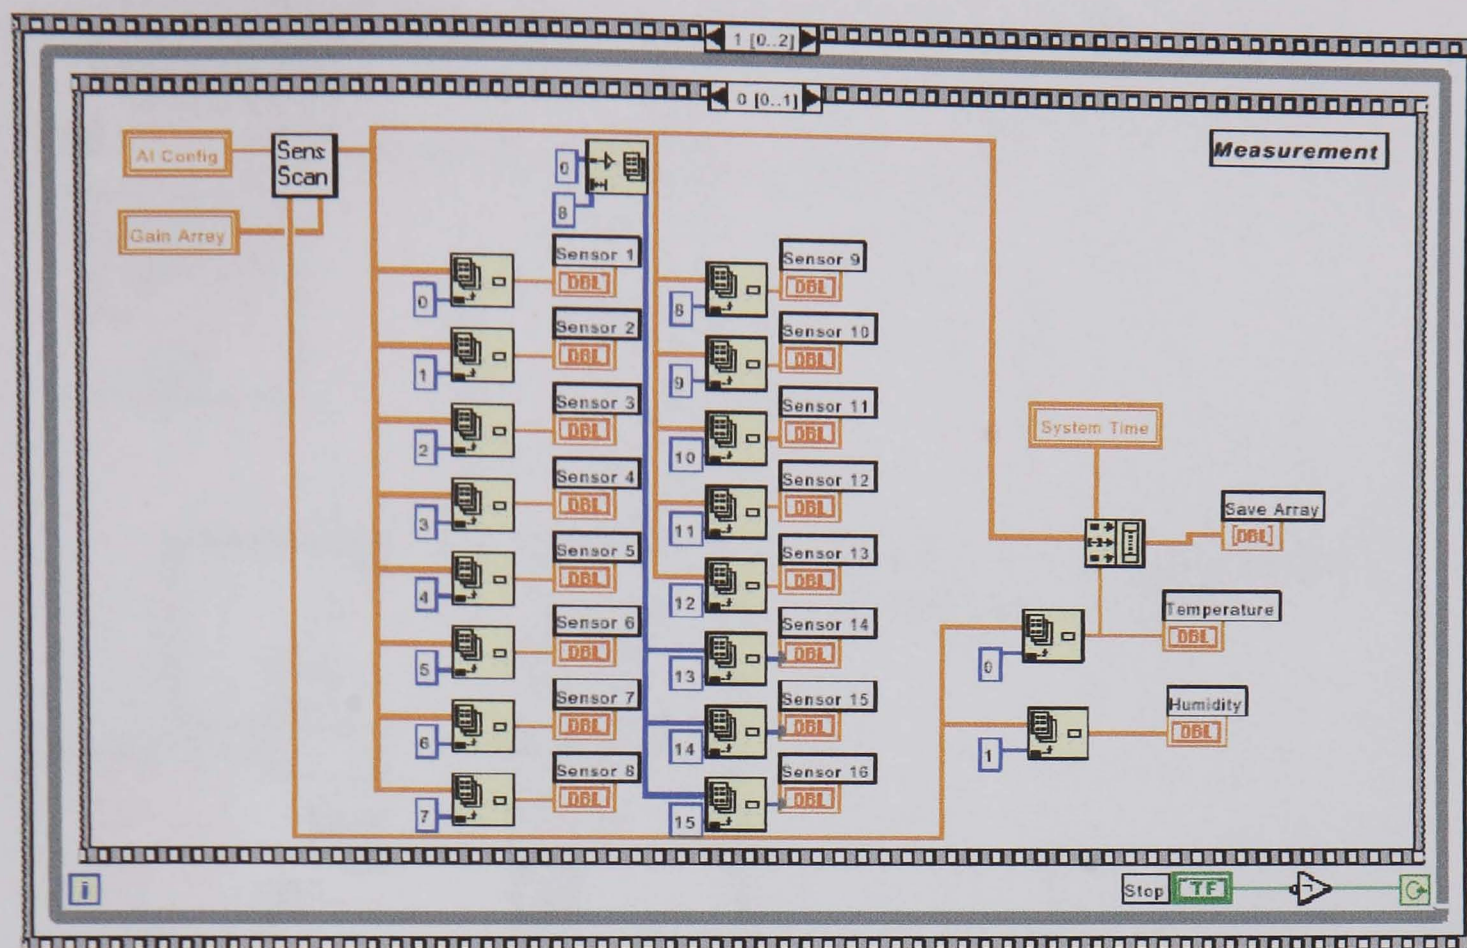 1 [0..2]
0 [0..1]
Measurement
AI Config
Sens
Scan
Gain Array
0
8
Sensor 1
DBL
0
Sensor 2
DBL
1
Sensor 3
DBL
2
Sensor 4
DBL
3
Sensor 5
DBL
4
Sensor 6
DBL
5
Sensor 7
DBL
6
Sensor 8
DBL
7
Sensor 9
DBL
8
Sensor 10
DBL
9
Sensor 11
DBL
10
Sensor 12
DBL
11
Sensor 13
DBL
12
Sensor 14
DBL
13
Sensor 15
DBL
14
Sensor 16
DBL
15
System Time
Save Array
[DBL]
Temperature
DBL
0
Humidity
DBL
1
i
Stop
TF